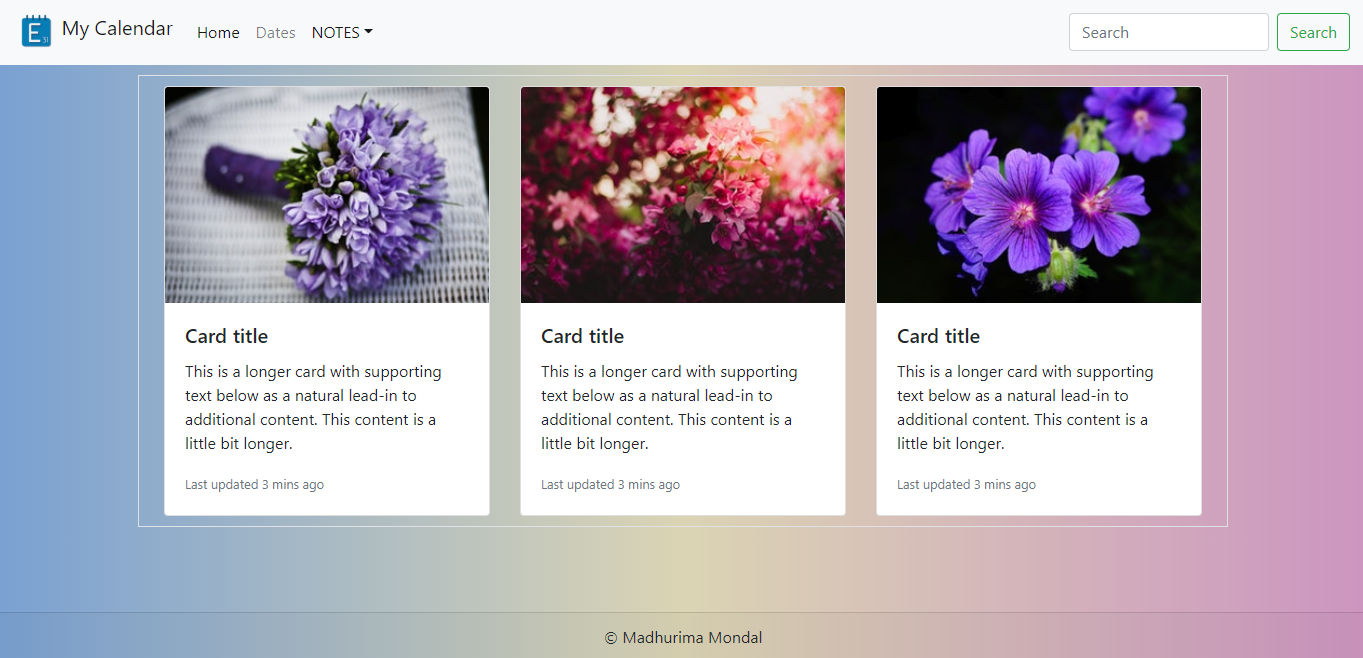 E 31 My Calendar Home Dates NOTES Search Search
Card title Card title Card title
This is a longer card with supporting This is a longer card with supporting This is a longer card with supporting
text below as a natural lead-in to text below as a natural lead-in to text below as a natural lead-in to
additional content. This content is a additional content. This content is a additional content. This content is a
little bit longer. little bit longer. little bit longer.
Last updated 3 mins ago Last updated 3 mins ago Last updated 3 mins ago
© Madhurima Mondal